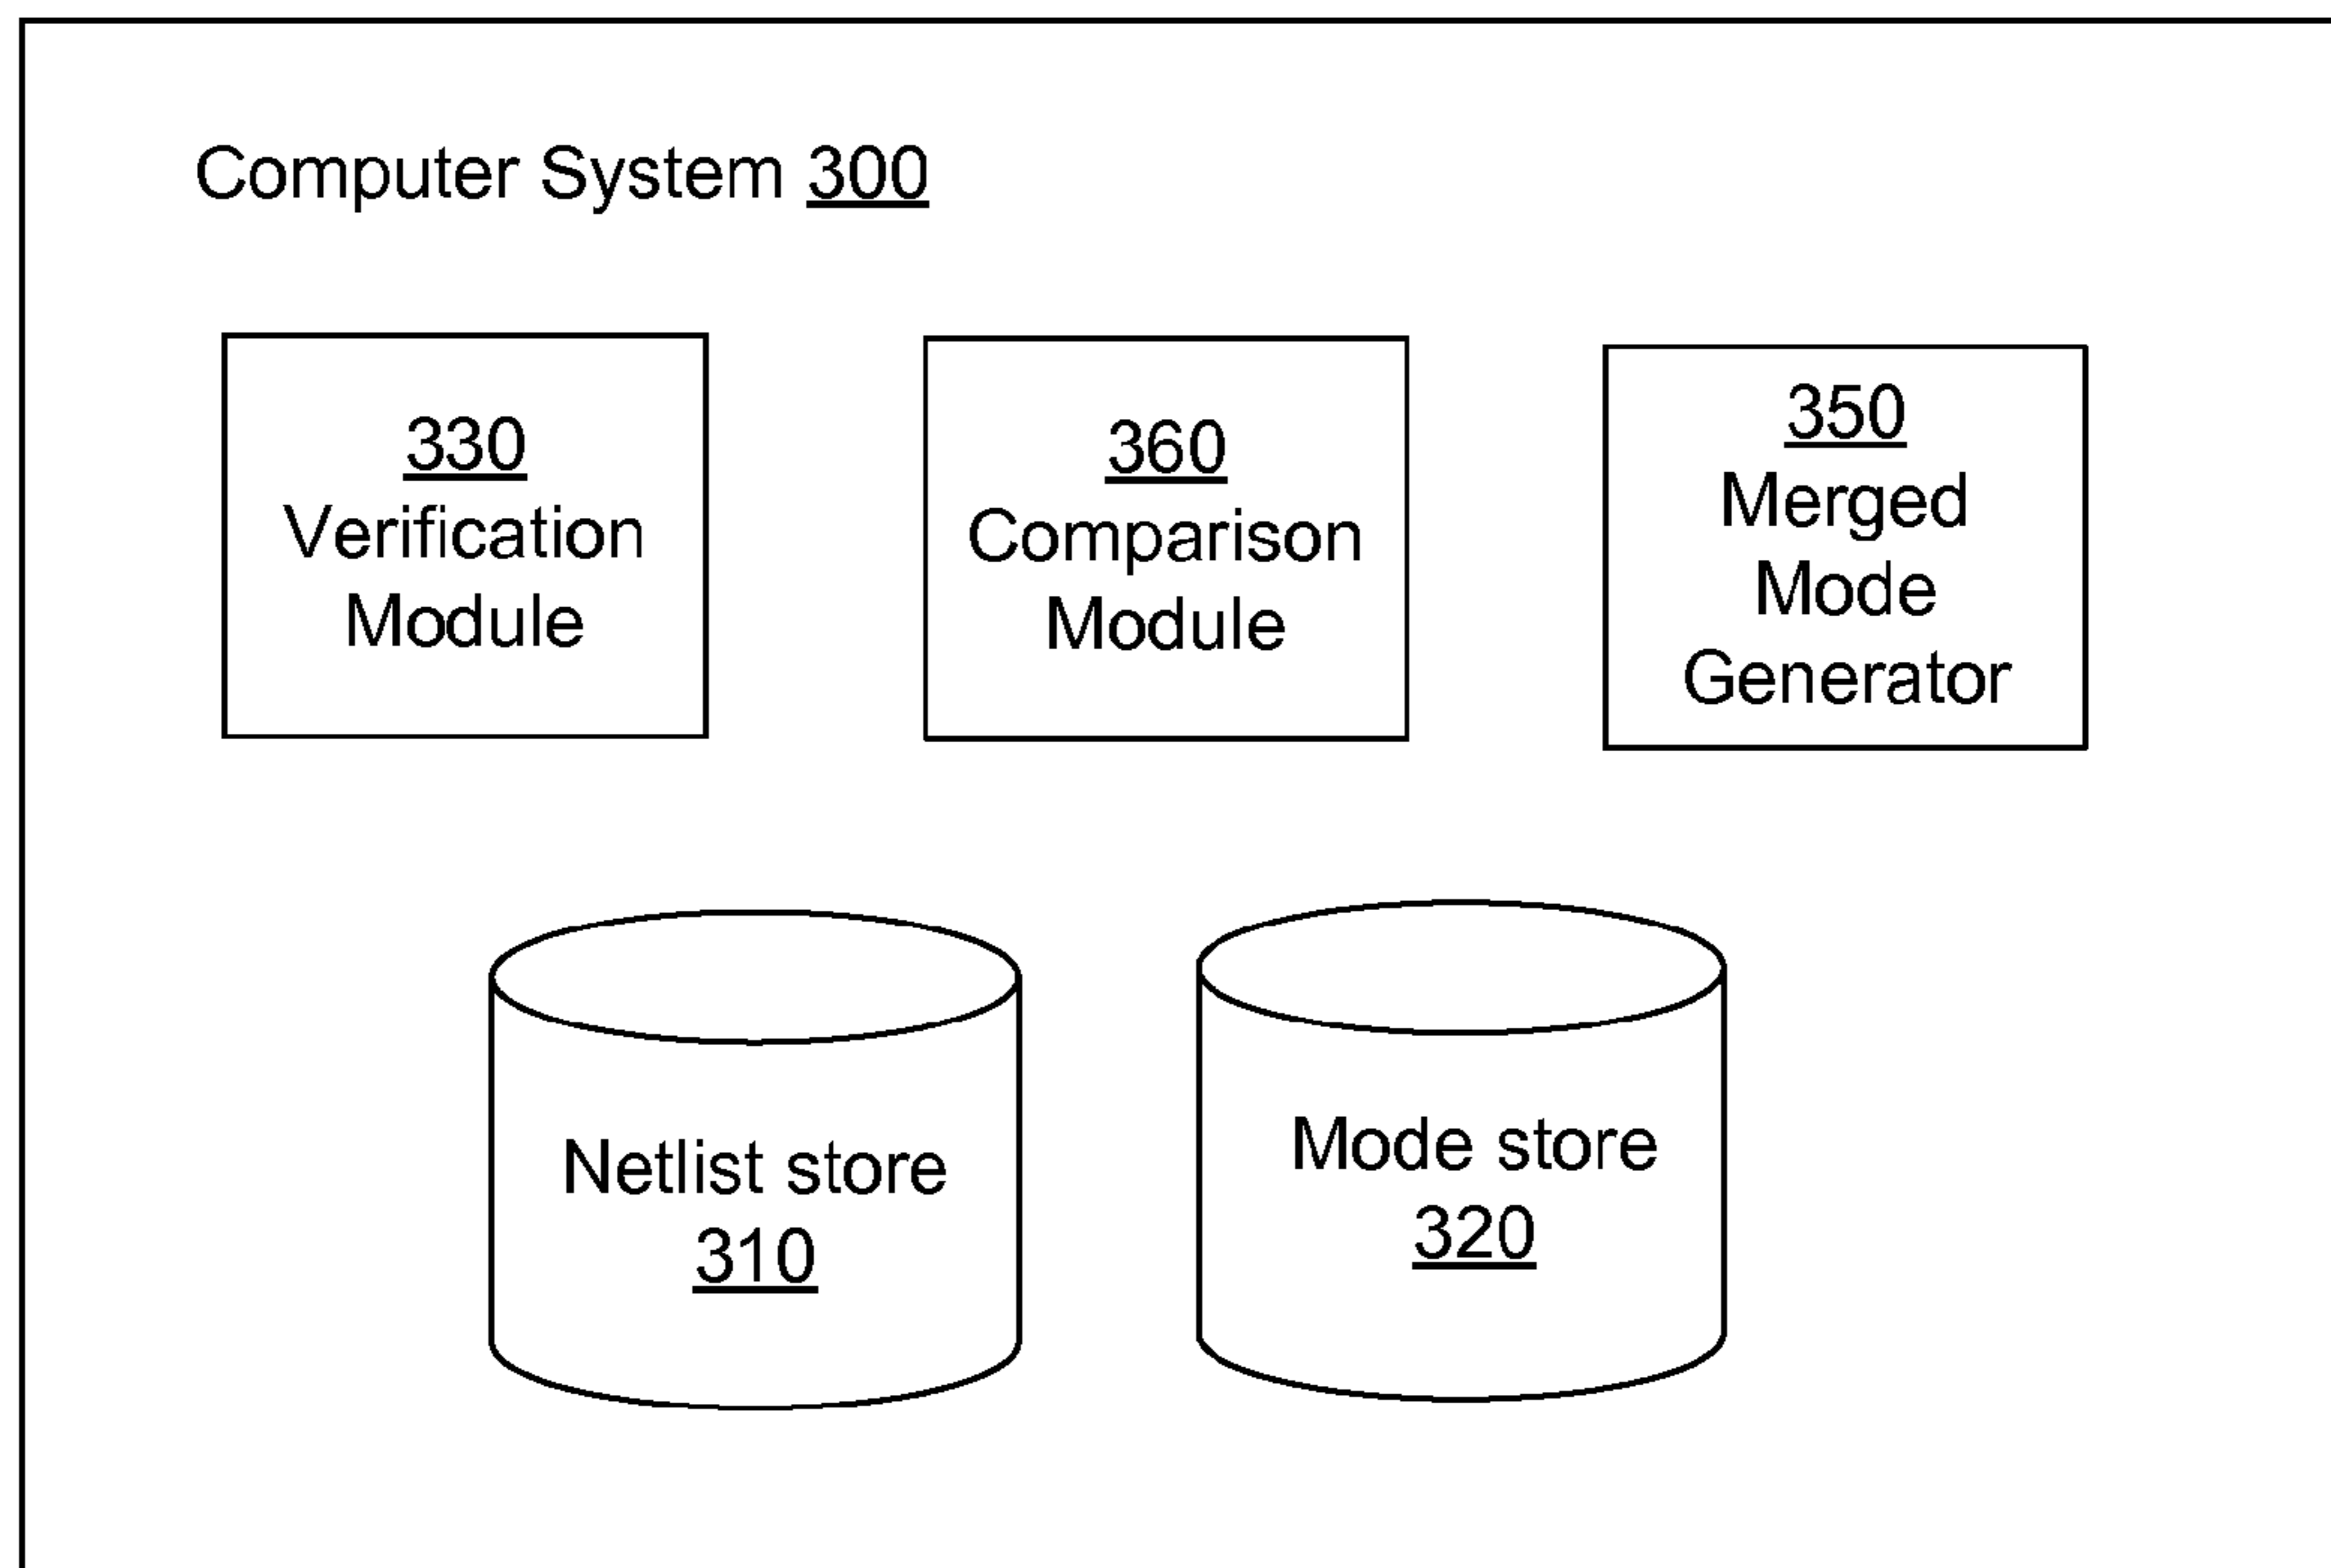 Computer System 300
330
Verification
Module
360
Comparison
Module
350
Merged
Mode
Generator
Netlist store
310
Mode store
320